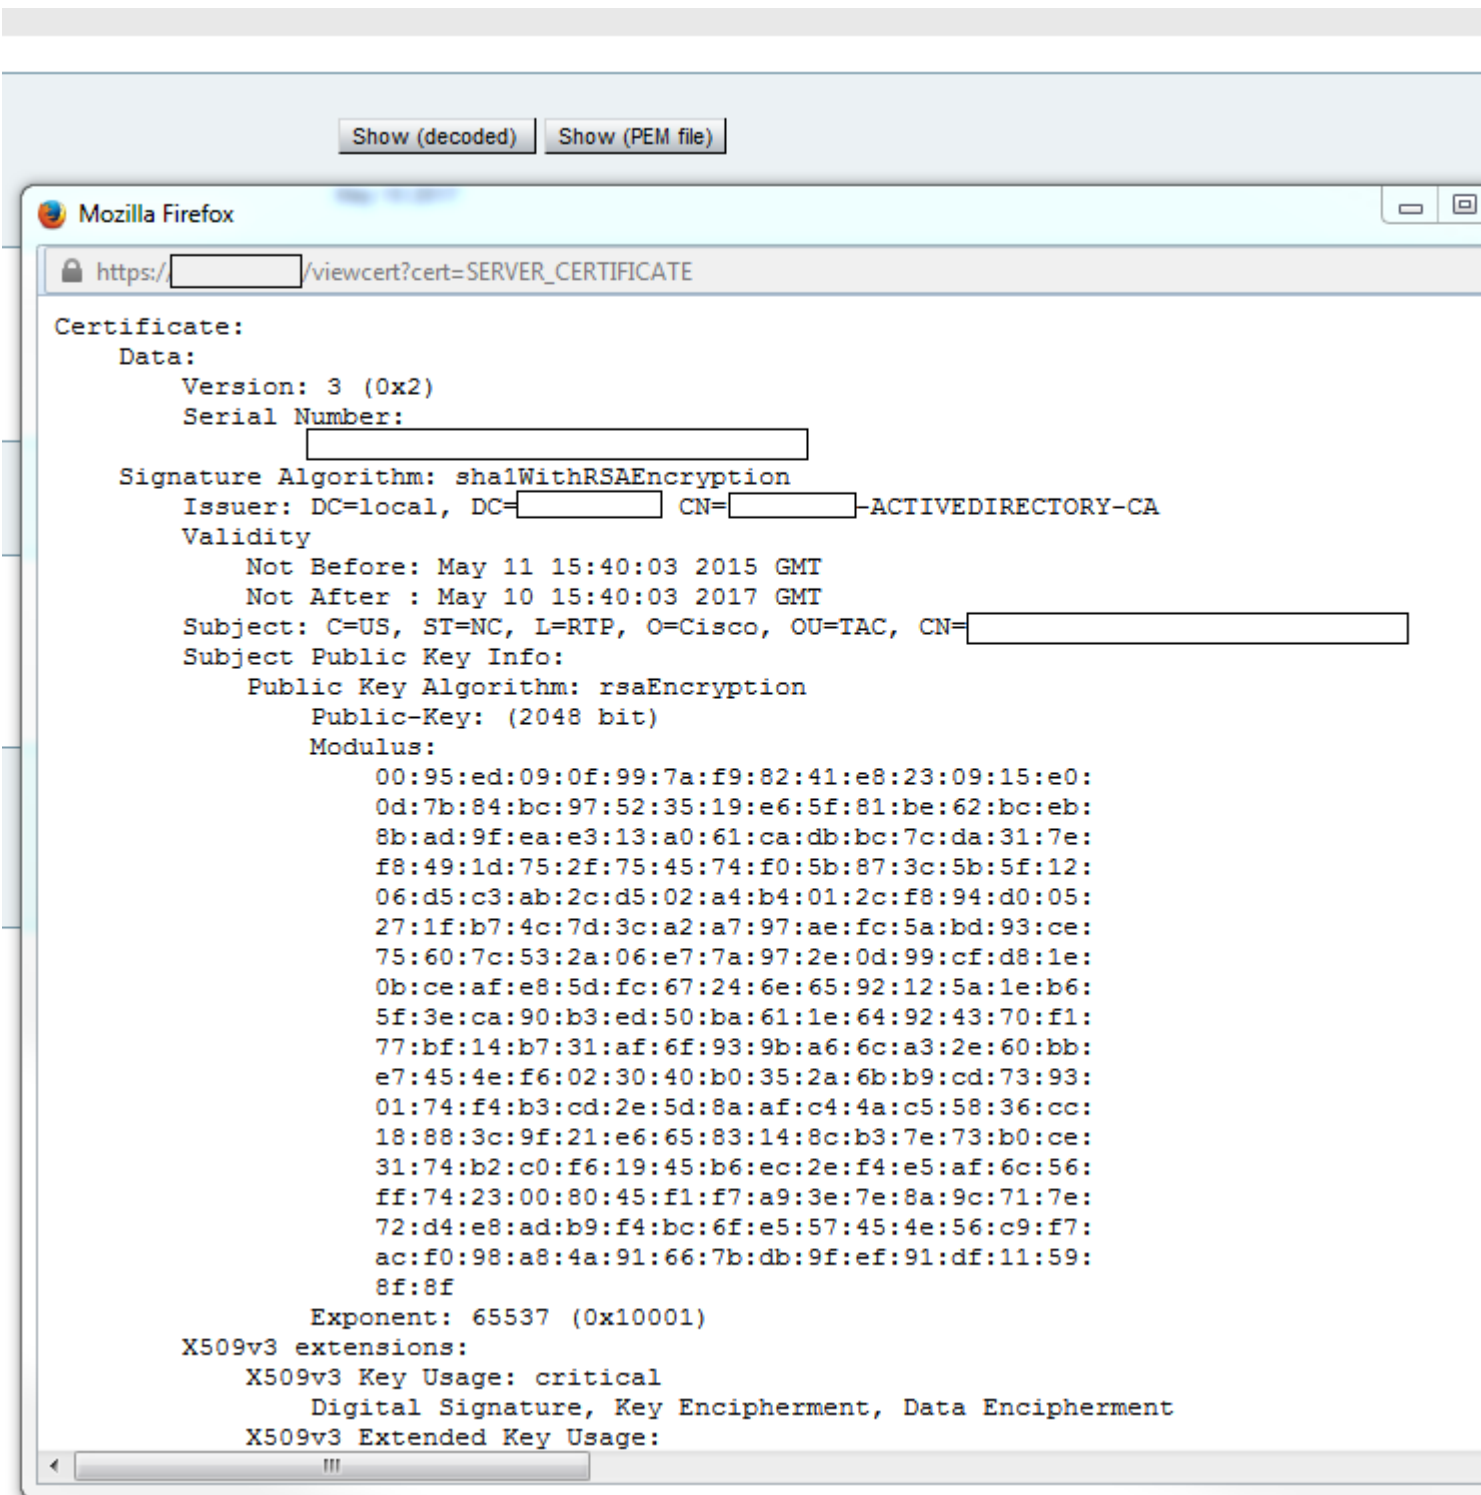 Show (decoded) Show (PEM file)
Mozilla Firefox
https:/ /viewcert?cert=SERVER_CERTIFICATE
Certificate:
Data:
Version: 3 (0x2)
Serial Number:
Signature Algorithm: sha1WithRSAEncryption
Issuer: DC=local, DC= CN= -ACTIVEDIRECTORY-CA
Validity
Not Before: May 11 15:40:03 2015 GMT
Not After : May 10 15:40:03 2017 GMT
Subject: C=US, ST=NC, L=RTP, O=Cisco, OU=TAC, CN=
Subject Public Key Info:
Public Key Algorithm: rsaEncryption
Public-Key: (2048 bit)
Modulus:
00:95:ed:09:0f:99:7a:f9:82:41:e8:23:09:15:e0:
0d:7b:84:bc:97:52:35:19:e6:5f:81:be:62:bc:eb:
8b:ad:9f:ea:e3:13:a0:61:ca:db:bc:7c:da:31:7e:
f8:49:1d:75:2f:75:45:74:f0:5b:87:3c:5b:5f:12:
06:d5:c3:ab:2c:d5:02:a4:b4:01:2c:f8:94:d0:05:
27:1f:b7:4c:7d:3c:a2:a7:97:ae:fc:5a:bd:93:ce:
75:60:7c:53:2a:06:e7:7a:97:2e:0d:99:cf:d8:1e:
0b:ce:af:e8:5d:fc:67:24:6e:65:92:12:5a:1e:b6:
5f:3e:ca:90:b3:ed:50:ba:61:1e:64:92:43:70:f1:
77:bf:14:b7:31:af:6f:93:9b:a6:6c:a3:2e:60:bb:
e7:45:4e:f6:02:30:40:b0:35:2a:6b:b9:cd:73:93:
01:74:f4:b3:cd:2e:5d:8a:af:c4:4a:c5:58:36:cc:
18:88:3c:9f:21:e6:65:83:14:8c:b3:7e:73:b0:ce:
31:74:b2:c0:f6:19:45:b6:ec:2e:f4:e5:af:6c:56:
ff:74:23:00:80:45:f1:f7:a9:3e:7e:8a:9c:71:7e:
72:d4:e8:ad:b9:f4:bc:6f:e5:57:45:4e:56:c9:f7:
ac:f0:98:a8:4a:91:66:7b:db:9f:ef:91:df:11:59:
8f:8f
Exponent: 65537 (0x10001)
X509v3 extensions:
X509v3 Key Usage: critical
Digital Signature, Key Encipherment, Data Encipherment
X509v3 Extended Key Usage: